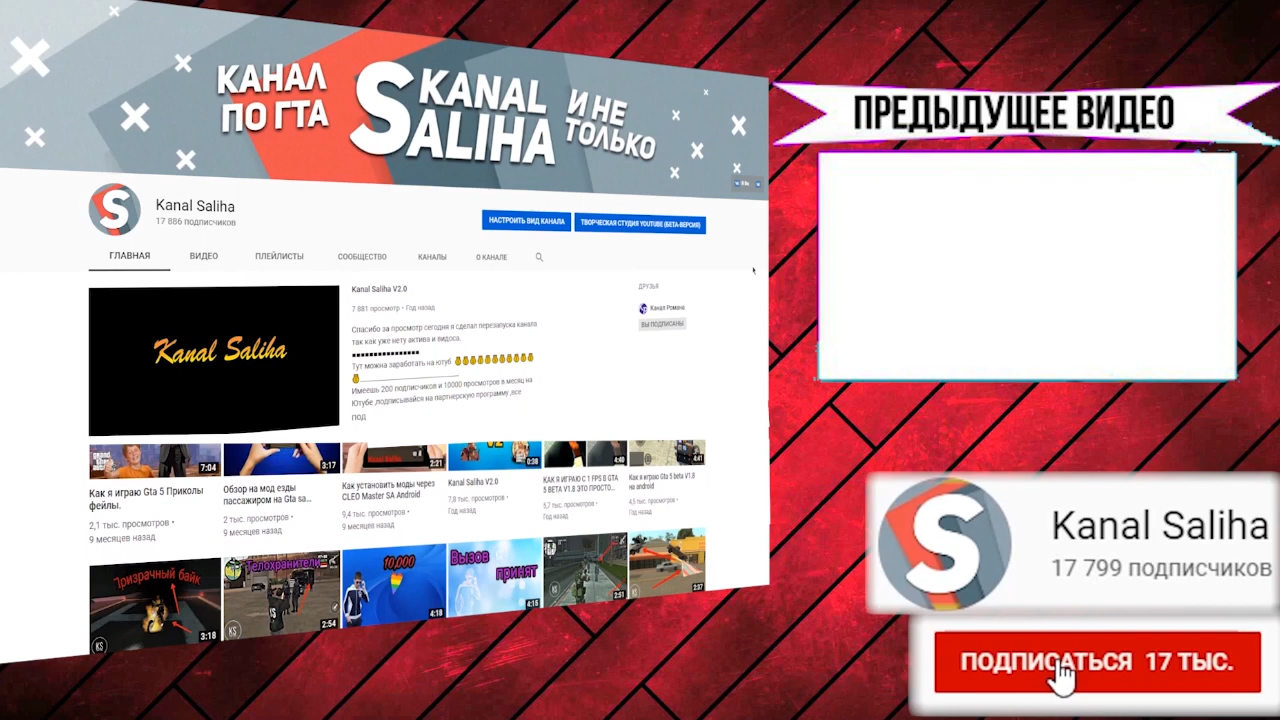 КАНАЛ
ПО ГТА
SKANAL
SALIHA
И НЕ
ТОЛЬКО
Kanal Saliha
17 886 подписчиков
НАСТРОИТЬ ВИД КАНАЛА
ТВОРЧЕСКАЯ СТУДИЯ YOUTUBE (БЕТА-ВЕРСИЯ)
ГЛАВНАЯ
ВИДЕО
ПЛЕЙЛИСТЫ
СООБЩЕСТВО
КАНАЛЫ
О КАНАЛЕ
Kanal Saliha
Kanal Saliha V2.0
7 881 просмотр • Год назад
Спасибо за просмотр сегодня я сделал перезапуска канала
так как уже нету актива и видоса.
Тут можна заработать на ютуб
Имеешь 200 подписчиков и 10000 просмотров в месяц на
Ютубе ,подписывайся на партнерскую программу ,все
под
ДРУЗЬЯ
Канал Романа
ВЫ ПОДПИСАНЫ
7:04
Как я играю Gta 5 Приколы
фейлы.
2,1 тыс. просмотров •
9 месяцев назад
3:17
Обзор на мод езды
пассажиром на Gta sa...
2 тыс. просмотров •
9 месяцев назад
2:21
Как установить моды через
CLEO Master SA Android
9,4 тыс. просмотров •
9 месяцев назад
0:38
Kanal Saliha V2.0
7,8 тыс. просмотров •
Год назад
4:40
КАК Я ИГРАЮ С 1 FPS В GTA
5 BETA V1.8 ЭТО ПРОСТО...
5,7 тыс. просмотров •
Год назад
4:41
Как я играю Gta 5 beta V1.8
на android
4,5 тыс. просмотров •
Год назад
Призрачный байк
KS
3:18
Телохранители
KS
2:54
10,000
4:18
Вызов
принят
4:15
2:51
2:37
ПРЕДЫДУЩЕЕ ВИДЕО
S
Kanal Saliha
17 799 подписчиков
ПОДПИСАТЬСЯ 17 ТЫС.